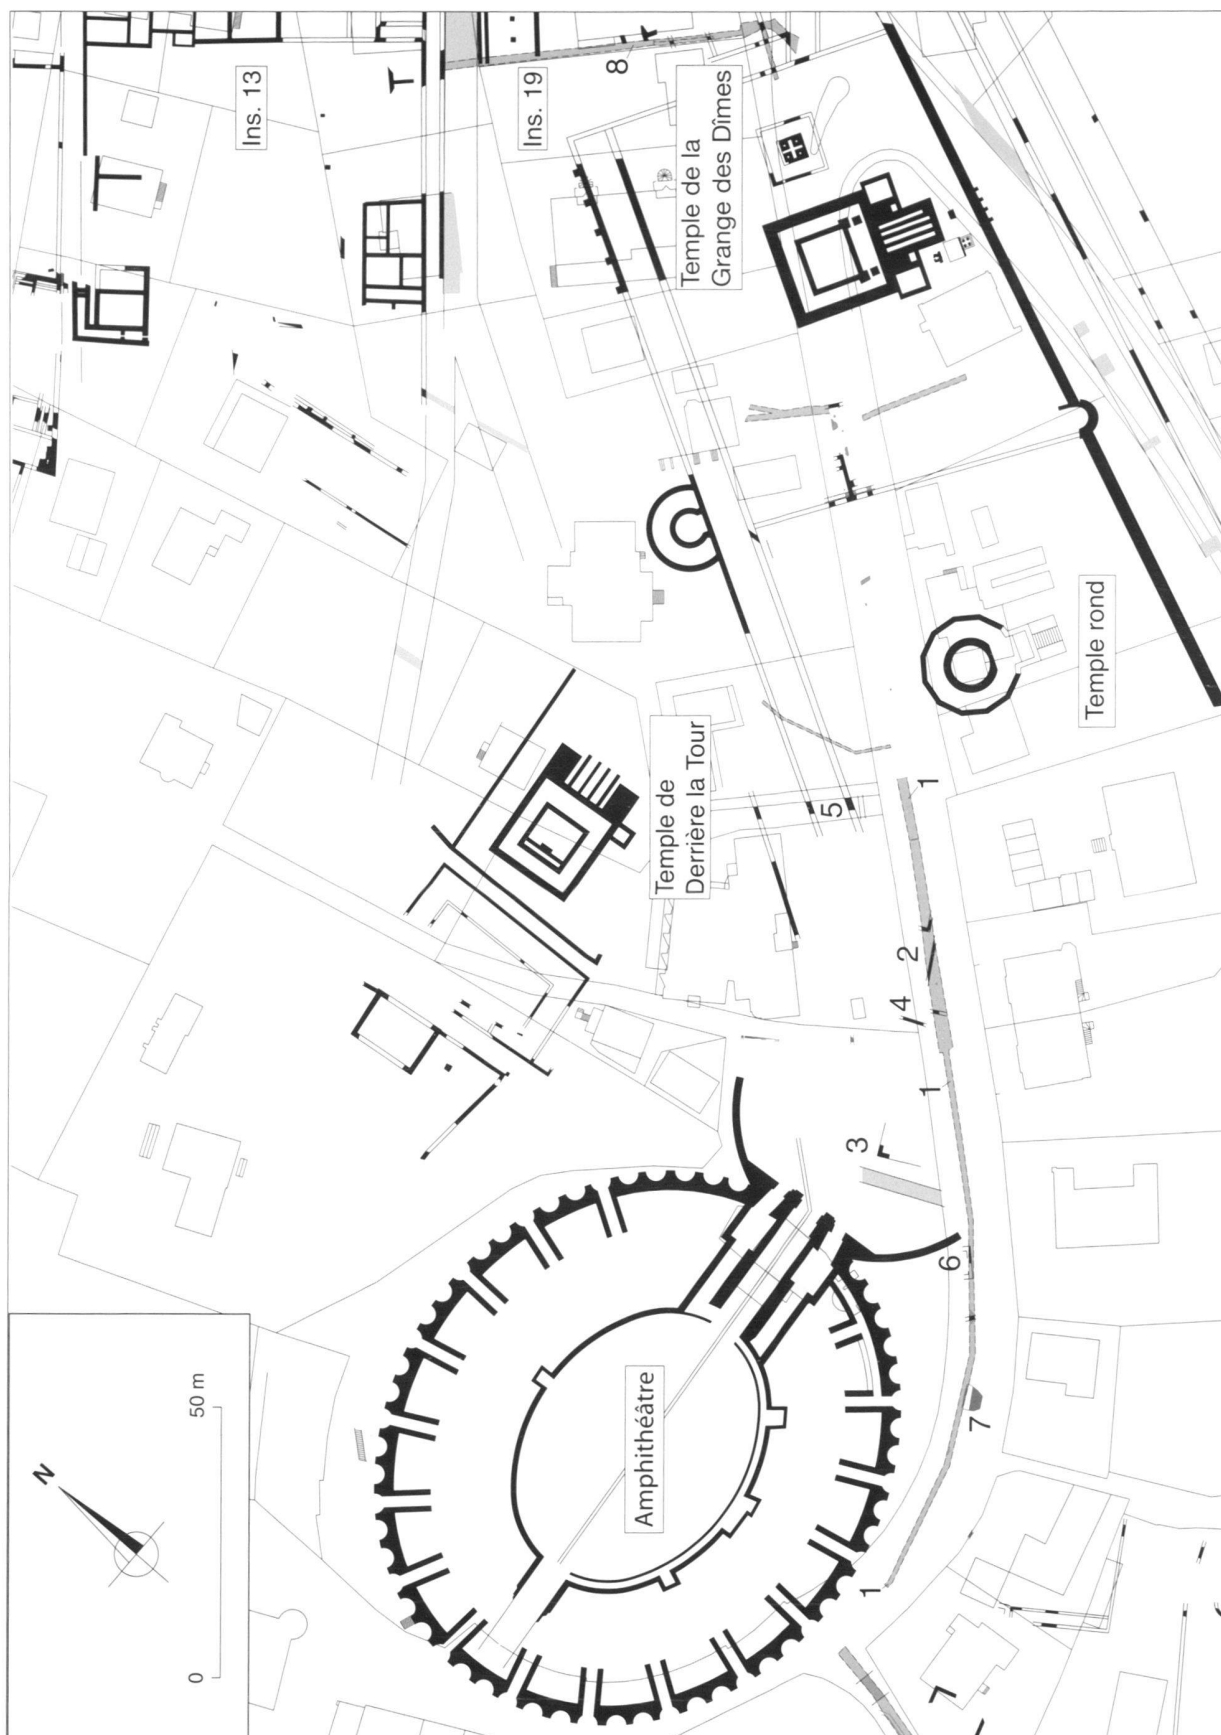 Ins. 13
Ins. 19
8
Temple de la
Grange des Dîmes
Temple de
Derrière la Tour
Temple rond
5
1
2
4
1
3
6
7
1
Amphithéâtre
N
0
50 m